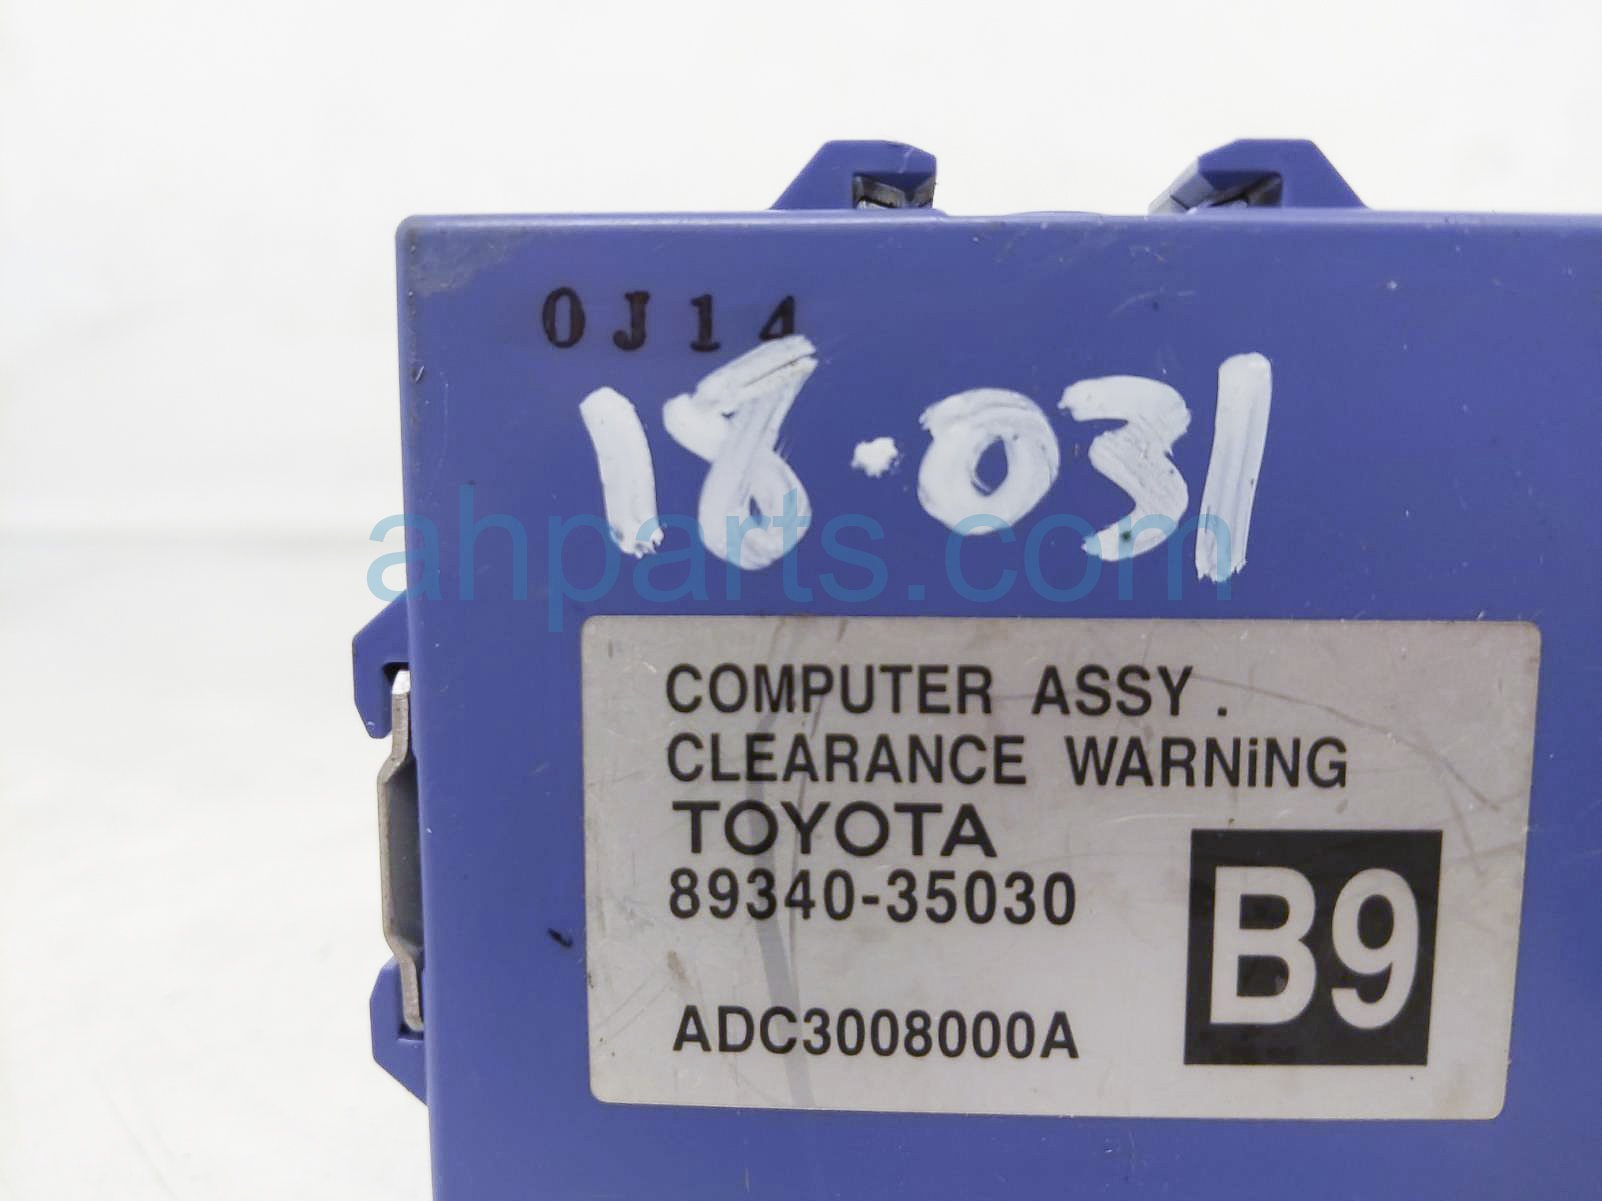 0J14
18.031
ahparts.com
COMPUTER ASSY.
CLEARANCE WARNiNG
TOYOTA
89340-35030
B9
ADC3008000A